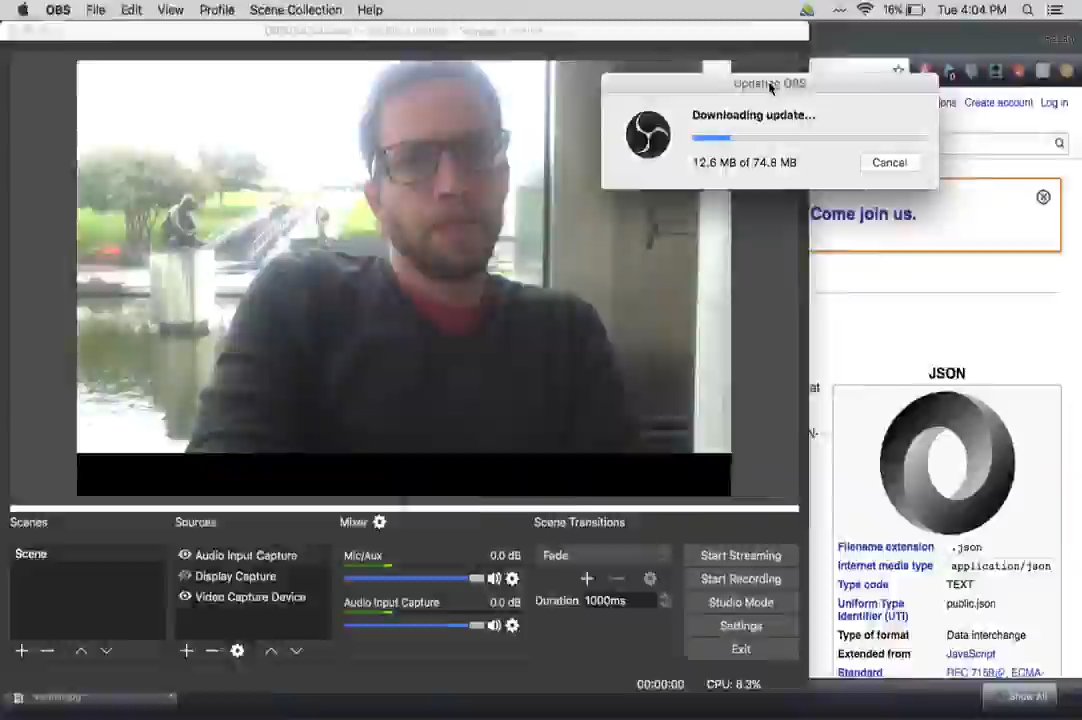 OBS File Edit View Profile Scene Collection Help 16% Tue 4:04 PM
Updating OBS
Downloading update...
12.6 MB of 74.8 MB
Cancel
Create account Log in
Come join us.
JSON
Filename extension .json
Internet media type application/json
Type code TEXT
Uniform Type Identifier (UTI) public.json
Type of format Data interchange
Extended from JavaScript
Standard RFC 7159, ECMA-
Scenes
Scene
Sources
Audio Input Capture
Display Capture
Video Capture Device
Mixer
Mic/Aux 0.0 dB
Audio Input Capture 0.0 dB
Scene Transitions
Fade
Duration 1000ms
Start Streaming
Start Recording
Studio Mode
Settings
Exit
00:00:00 CPU: 8.3%
Show All